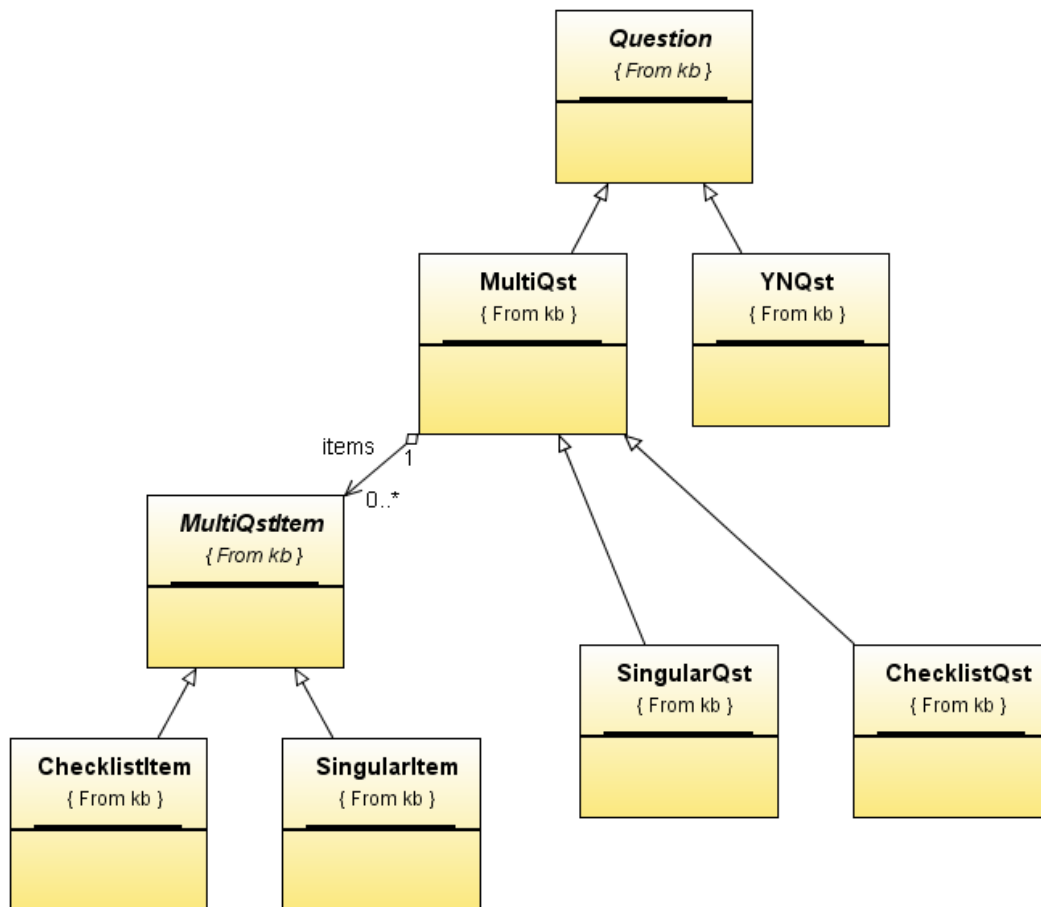 Question
{ From kb }
MultiQst
{ From kb }
YNQst
{ From kb }
items
1
0..*
MultiQstItem
{ From kb }
SingularQst
{ From kb }
ChecklistQst
{ From kb }
ChecklistItem
{ From kb }
SingularItem
{ From kb }